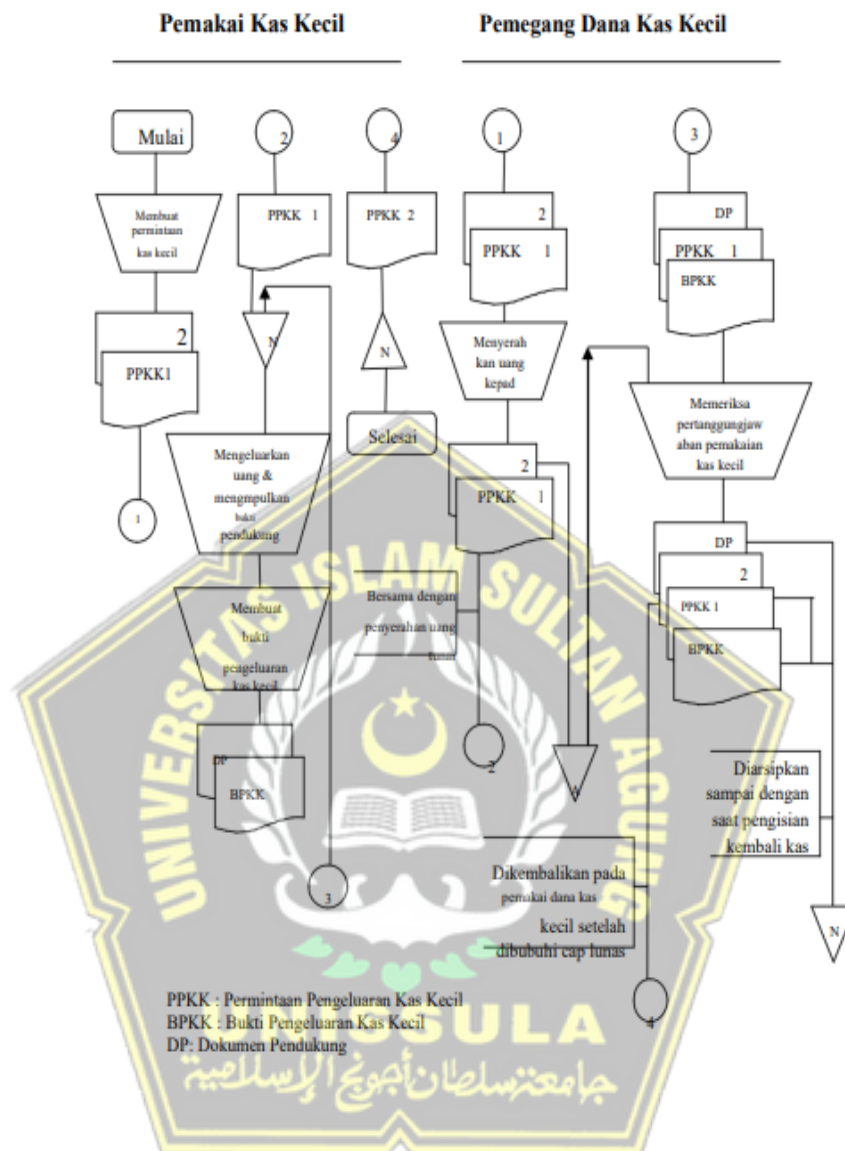 Pemakai Kas Kecil
Pemegang Dana Kas Kecil
Mulai
Membuat
permintaan
kas kecil
2
PPKK1
1
2
PPKK 1
N
Mengeluarkan
uang &
mengmpulkan
bukti
pendukung
Membuat
bukti
pengeluaran
kas kecil
DP
BPKK
3
4
PPKK 2
N
Selesai
1
2
PPKK 1
Menyerah
kan uang
kepad
2
PPKK 1
Bersama dengan
penyerahan uang
tunai
2
A
3
DP
PPKK 1
BPKK
Memeriksa
pertanggungjaw
aban pemakaian
kas kecil
DP
2
PPKK 1
BPKK
Diarsipkan
sampai dengan
saat pengisian
kembali kas
N
Dikembalikan pada
pemakai dana kas
kecil setelah
dibubuhi cap lunas
4
PPKK : Permintaan Pengeluaran Kas Kecil
BPKK : Bukti Pengeluaran Kas Kecil
DP: Dokumen Pendukung
UNIVERSITAS ISLAM SULTAN AGUNG
UNISSULA
جامعتسلطان أجونج الإسلامية